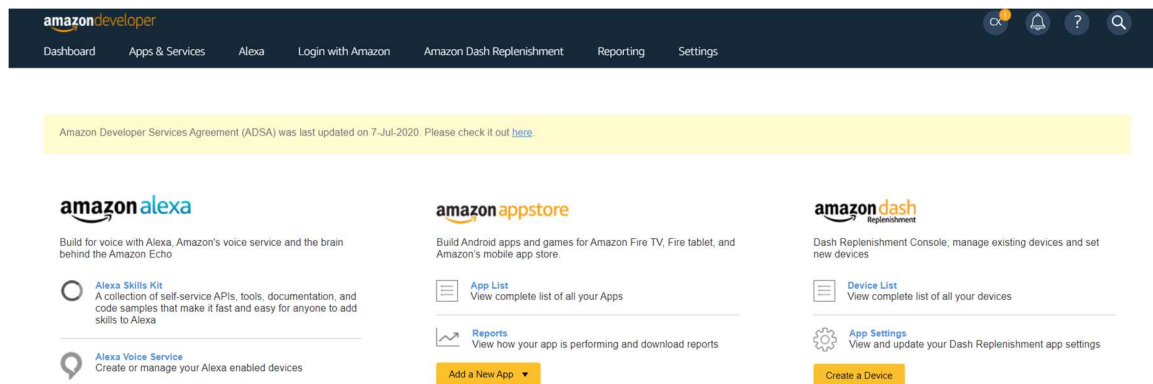 amazondeveloper
CX ! ?
Dashboard Apps & Services Alexa Login with Amazon Amazon Dash Replenishment Reporting Settings
Amazon Developer Services Agreement (ADSA) was last updated on 7-Jul-2020. Please check it out here.
amazon alexa
Build for voice with Alexa, Amazon's voice service and the brain
behind the Amazon Echo
Alexa Skills Kit
A collection of self-service APIs, tools, documentation, and
code samples that make it fast and easy for anyone to add
skills to Alexa
Alexa Voice Service
Create or manage your Alexa enabled devices
amazon appstore
Build Android apps and games for Amazon Fire TV, Fire tablet, and
Amazon's mobile app store.
App List
View complete list of all your Apps
Reports
View how your app is performing and download reports
Add a New App
amazon dash
Replenishment
Dash Replenishment Console; manage existing devices and set
new devices
Device List
View complete list of all your devices
App Settings
View and update your Dash Replenishment app settings
Create a Device